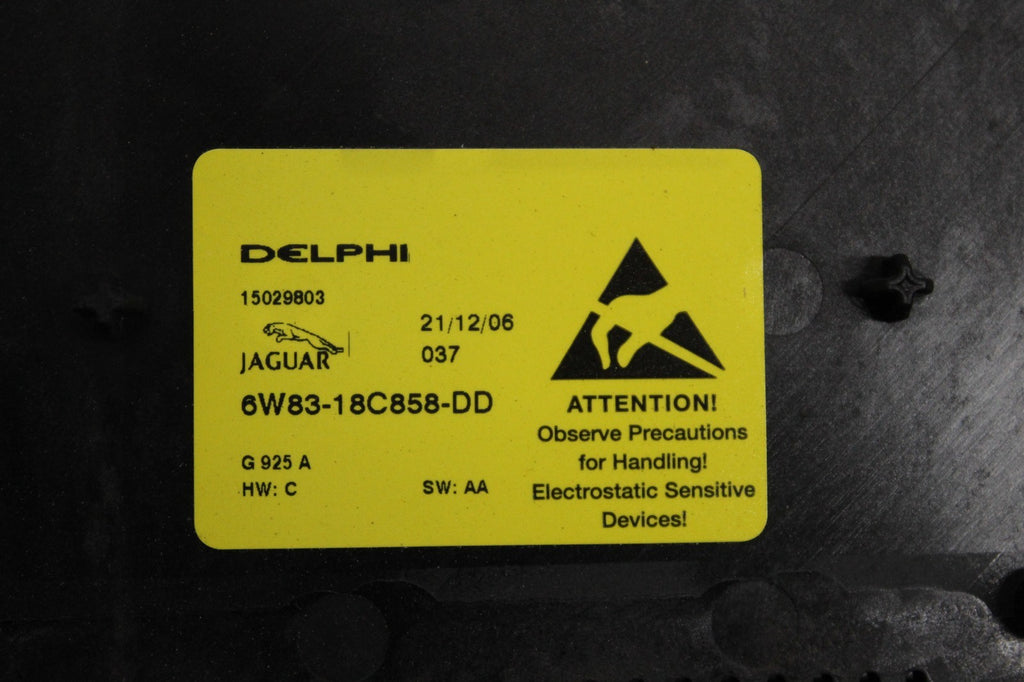 DELPHI
15029803
JAGUAR
21/12/06
037
6W83-18C858-DD
G 925 A
HW: C
SW: AA
ATTENTION!
Observe Precautions
for Handling!
Electrostatic Sensitive
Devices!